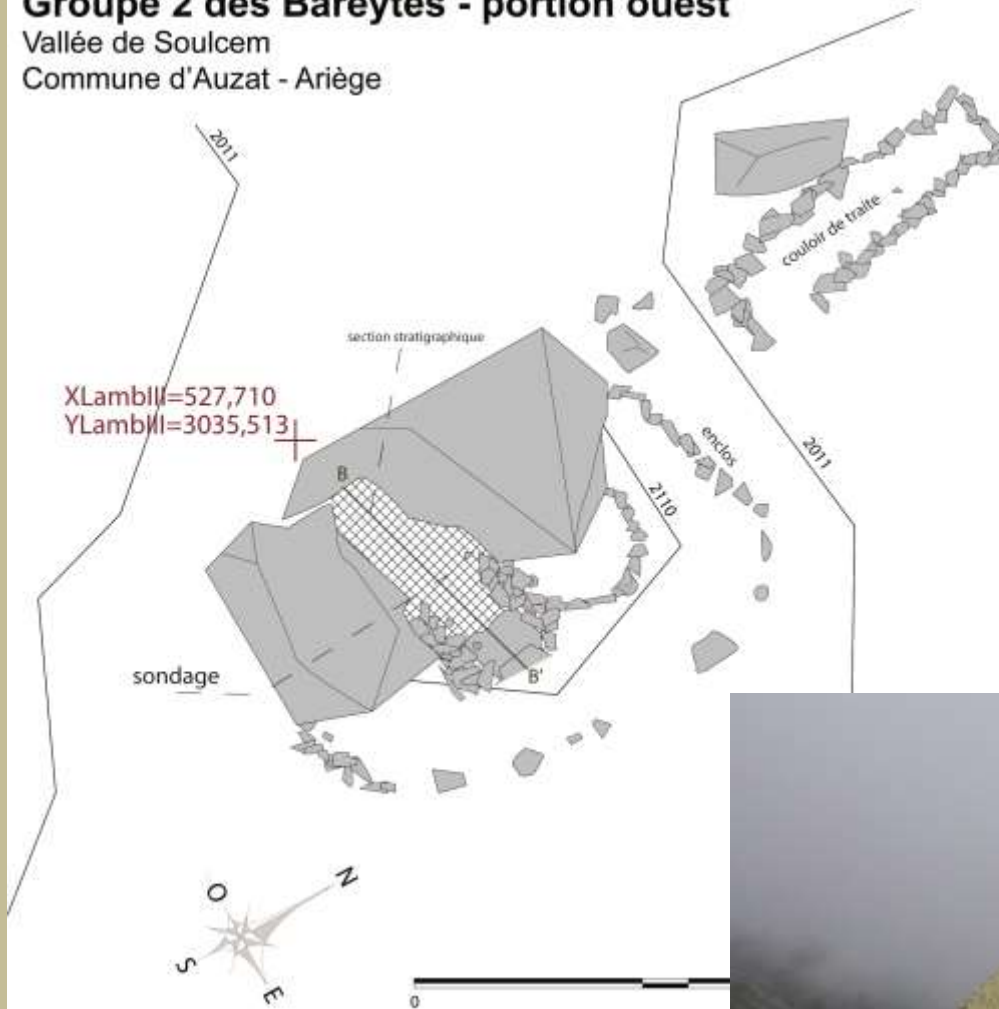 Groupe 2 des Bareytes - portion ouest
Vallée de Soulcem
Commune d'Auzat - Ariège
2011
couloir de traite
section stratigraphique
XLambIII=527,710
YLambIII=3035,513
B
enclos
2011
2110
sondage
B'
O
N
S
E
0